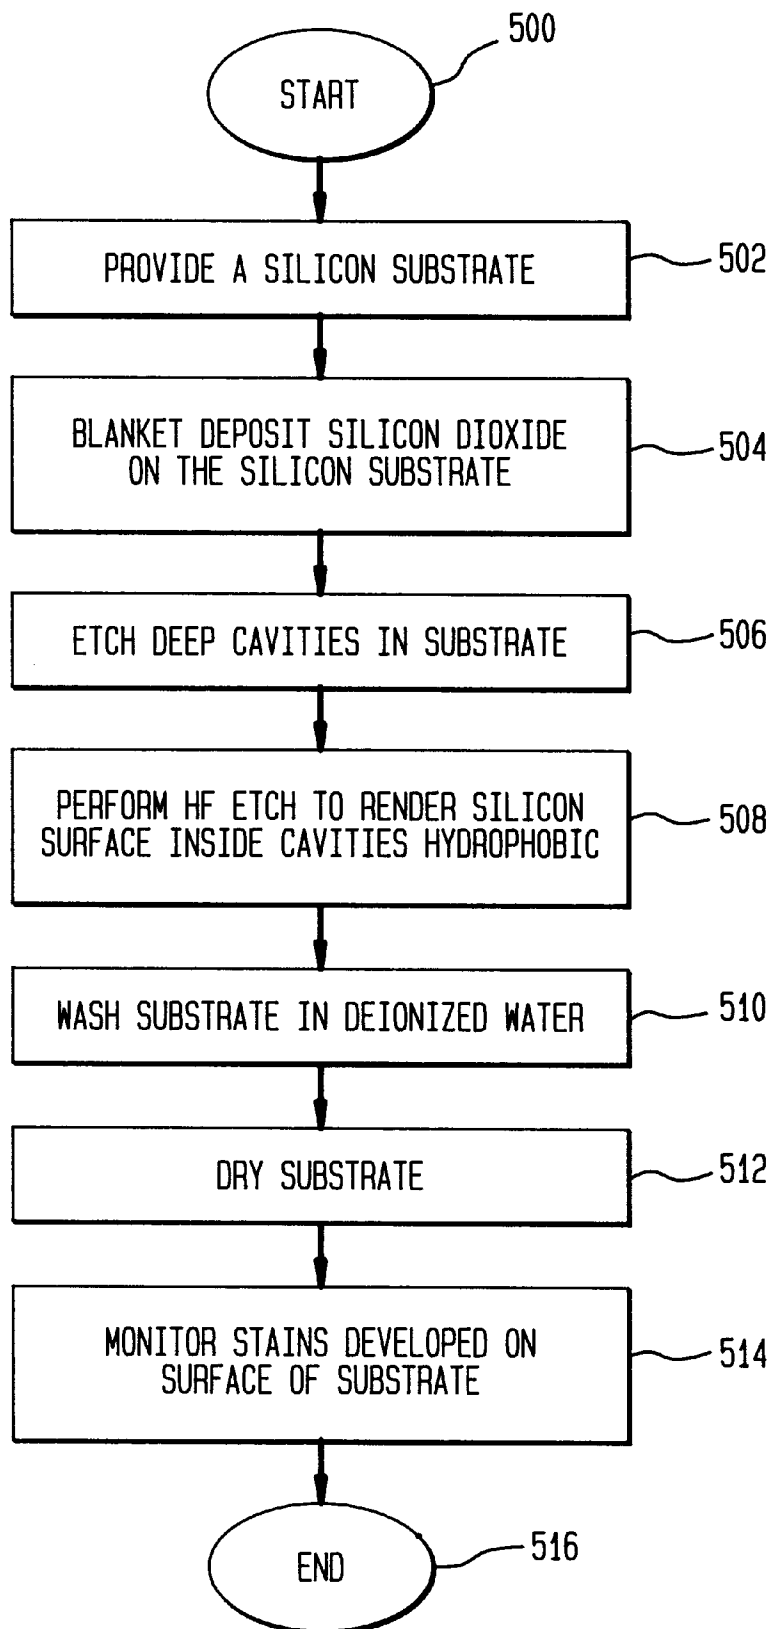 500
START
PROVIDE A SILICON SUBSTRATE
502
BLANKET DEPOSIT SILICON DIOXIDE
ON THE SILICON SUBSTRATE
504
ETCH DEEP CAVITIES IN SUBSTRATE
506
PERFORM HF ETCH TO RENDER SILICON
SURFACE INSIDE CAVITIES HYDROPHOBIC
508
WASH SUBSTRATE IN DEIONIZED WATER
510
DRY SUBSTRATE
512
MONITOR STAINS DEVELOPED ON
SURFACE OF SUBSTRATE
514
END
516